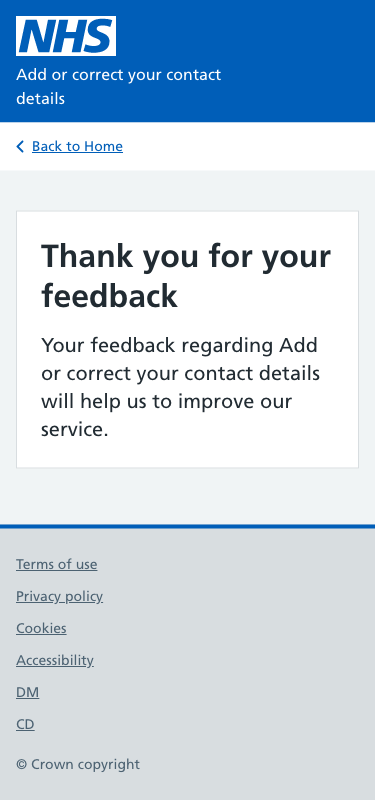 NHS
Add or correct your contact
details
Back to Home
Thank you for your
feedback
Your feedback regarding Add
or correct your contact details
will help us to improve our
service.
Terms of use
Privacy policy
Cookies
Accessibility
DM
CD
© Crown copyright